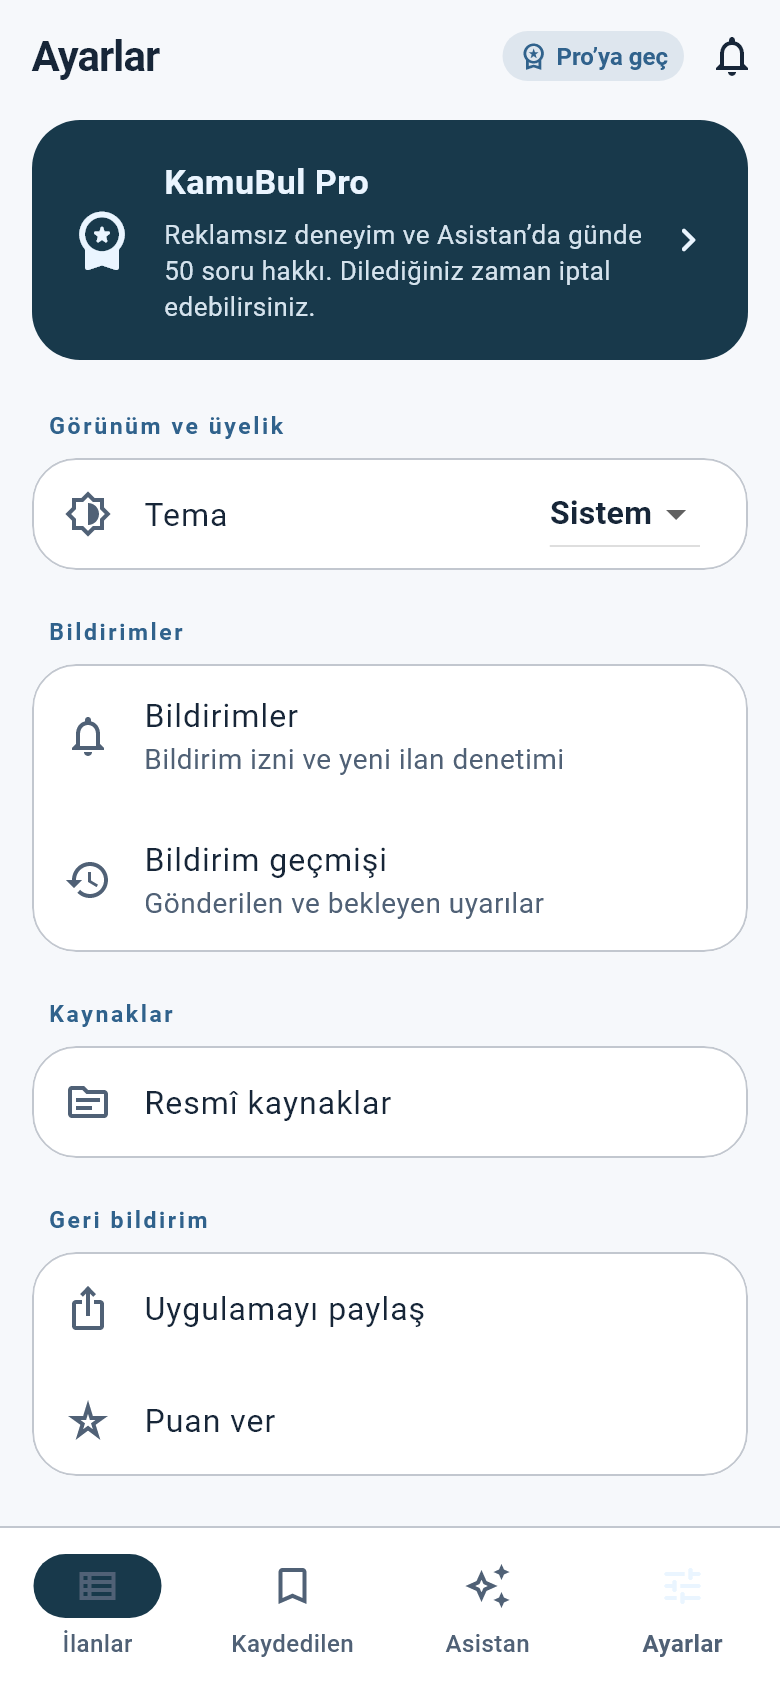 Ayarlar
Pro’ya geç
KamuBul Pro
Reklamsız deneyim ve Asistan’da günde
50 soru hakkı. Dilediğiniz zaman iptal
edebilirsiniz.
Görünüm ve üyelik
Tema
Sistem
Bildirimler
Bildirimler
Bildirim izni ve yeni ilan denetimi
Bildirim geçmişi
Gönderilen ve bekleyen uyarılar
Kaynaklar
Resmî kaynaklar
Geri bildirim
Uygulamayı paylaş
Puan ver
İlanlar
Kaydedilen
Asistan
Ayarlar